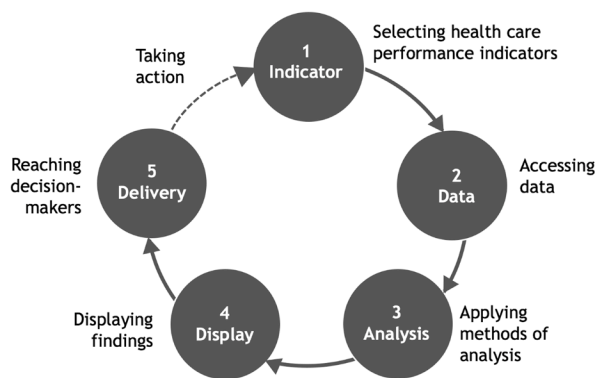 1
Indicator
Selecting health care
performance indicators
2
Data
Accessing
data
3
Analysis
Applying
methods of
analysis
4
Display
Displaying
findings
5
Delivery
Reaching
decision-
makers
Taking
action